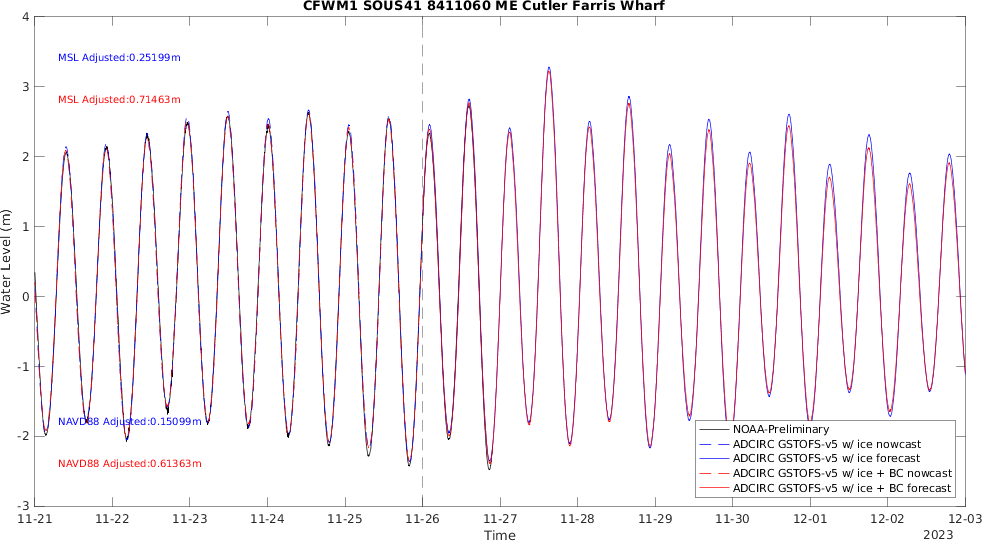 CFWM1 SOUS41 8411060 ME Cutler Farris Wharf
4
3
2
1
0
-1
-2
-3
Water Level (m)
MSL Adjusted:0.25199m
MSL Adjusted:0.71463m
NAVD88 Adjusted:0.15099m
NAVD88 Adjusted:0.61363m
NOAA-Preliminary
ADCIRC GSTOFS-v5 w/ ice nowcast
ADCIRC GSTOFS-v5 w/ ice forecast
ADCIRC GSTOFS-v5 w/ ice + BC nowcast
ADCIRC GSTOFS-v5 w/ ice + BC forecast
11-21 11-22 11-23 11-24 11-25 11-26 11-27 11-28 11-29 11-30 12-01 12-02 12-03
Time
2023